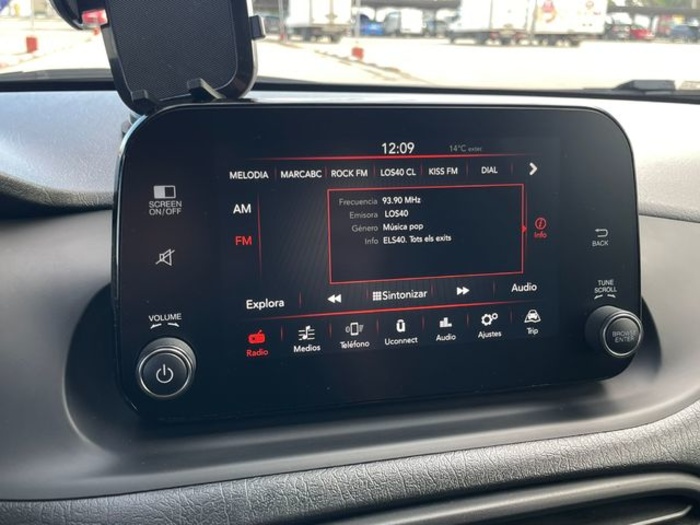 12:09
14°C exter.
MELODIA MARCABC ROCK FM LOS40 CL KISS FM DIAL
SCREEN
ON/OFF
AM
FM
Frecuencia 93.90 MHz
Emisora LOS40
Género Música pop
Info ELS40. Tots els exits
Info
BACK
TUNE
SCROLL
Explora
Sintonizar
Audio
VOLUME
BROWSE
ENTER
Radio
Medios
Teléfono
Uconnect
Audio
Ajustes
Trip